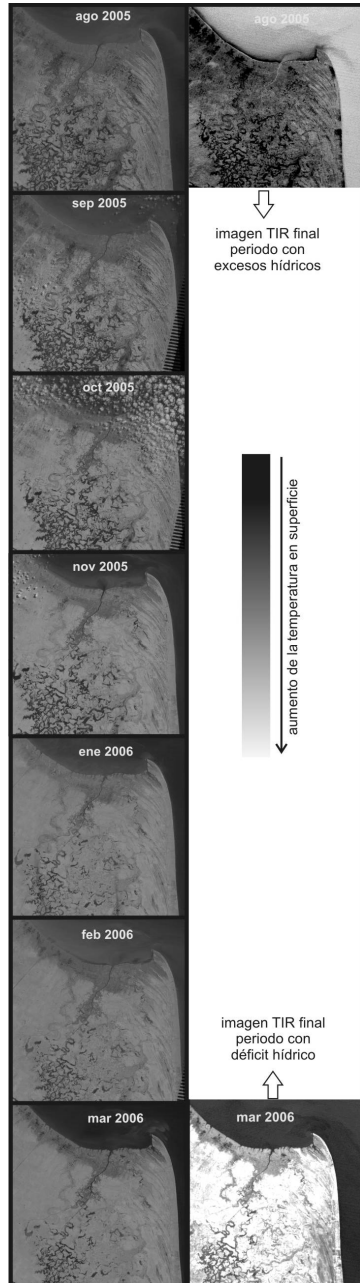 ago 2005
ago 2005
imagen TIR final
periodo con
excesos hídricos
sep 2005
oct 2005
aumento de la temperatura en superficie
nov 2005
ene 2006
feb 2006
imagen TIR final
periodo con
déficit hídrico
mar 2006
mar 2006